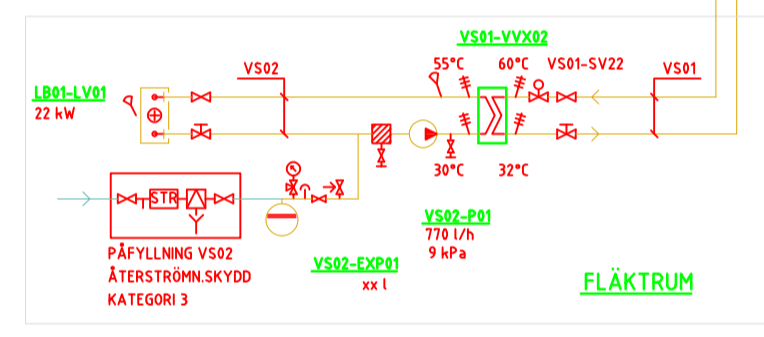 VS01-VVX02
VS02
55°C
60°C
VS01-SV22
VS01
LB01-LV01
22 kW
30°C
32°C
STR
VS02-P01
770 l/h
9 kPa
PÅFYLLNING VS02
ÅTERSTRÖMN.SKYDD
KATEGORI 3
VS02-EXP01
xx l
FLÄKTRUM